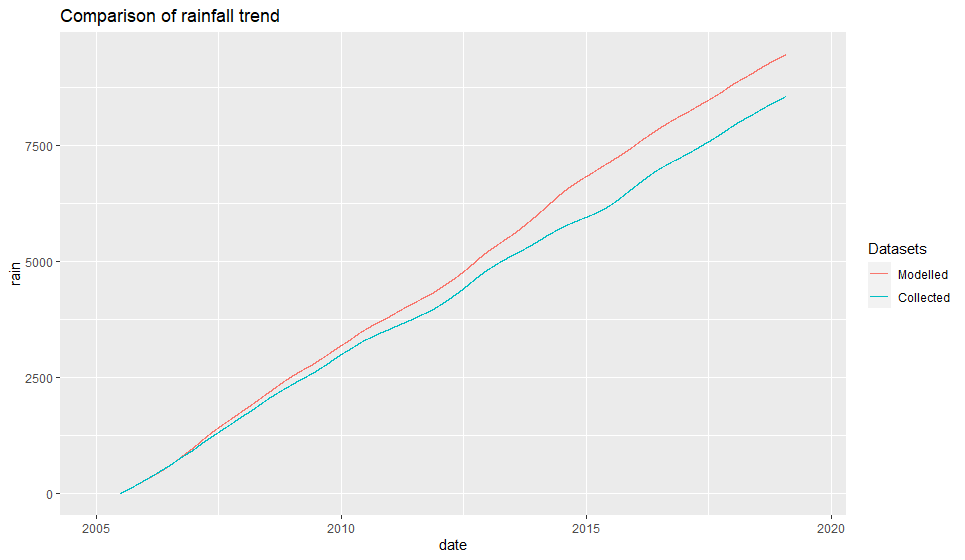 Comparison of rainfall trend
7500
5000
2500
0
rain
2005
2010
2015
2020
date
Datasets
Modelled
Collected